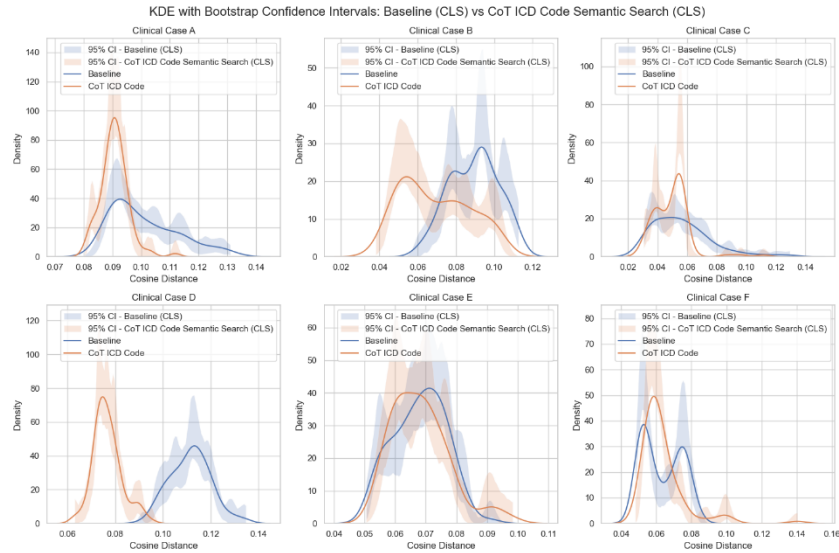 KDE with Bootstrap Confidence Intervals: Baseline (CLS) vs CoT ICD Code Semantic Search (CLS)
Clinical Case A
140
120
100
80
60
40
20
0
Density
95% CI - Baseline (CLS)
95% CI - CoT ICD Code Semantic Search (CLS)
Baseline
CoT ICD Code
0.07 0.08 0.09 0.10 0.11 0.12 0.13 0.14
Cosine Distance
Clinical Case B
50
40
30
20
10
0
Density
95% CI - Baseline (CLS)
95% CI - CoT ICD Code Semantic Search (CLS)
Baseline
CoT ICD Code
0.02 0.04 0.06 0.08 0.10 0.12
Cosine Distance
Clinical Case C
100
80
60
40
20
0
Density
95% CI - Baseline (CLS)
95% CI - CoT ICD Code Semantic Search (CLS)
Baseline
CoT ICD Code
0.02 0.04 0.06 0.08 0.10 0.12 0.14
Cosine Distance
Clinical Case D
120
100
80
60
40
20
0
Density
95% CI - Baseline (CLS)
95% CI - CoT ICD Code Semantic Search (CLS)
Baseline
CoT ICD Code
0.06 0.08 0.10 0.12 0.14
Cosine Distance
Clinical Case E
60
50
40
30
20
10
0
Density
95% CI - Baseline (CLS)
95% CI - CoT ICD Code Semantic Search (CLS)
Baseline
CoT ICD Code
0.04 0.05 0.06 0.07 0.08 0.09 0.10 0.11
Cosine Distance
Clinical Case F
80
70
60
50
40
30
20
10
0
Density
95% CI - Baseline (CLS)
95% CI - CoT ICD Code Semantic Search (CLS)
Baseline
CoT ICD Code
0.04 0.06 0.08 0.10 0.12 0.14 0.16
Cosine Distance